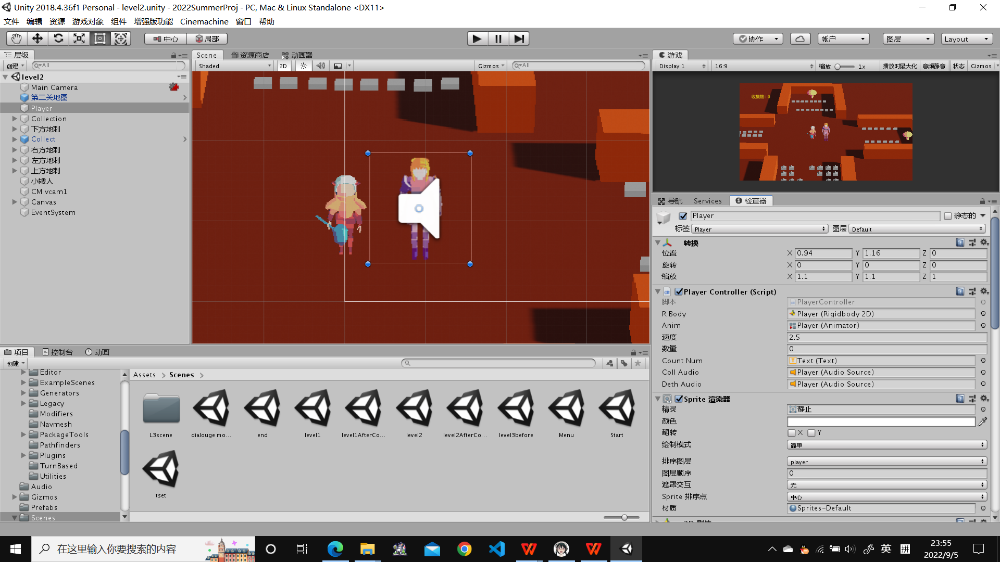 Unity 2018.4.36f1 Personal - level2.unity - 2022SummerProj - PC, Mac & Linux Standalone <DX11>
文件 编辑 资源 游戏对象 组件 增强版功能 Cinemachine 窗口 帮助
中心 局部 协作 帐户 图层 Layout
层级
创建 All
level2
Main Camera
第二关地图
Player
Collection
下方地刺
Collect
右方地刺
左方地刺
上方地刺
小矮人
CM vcam1
Canvas
EventSystem
Scene 资源商店 动画器
Shaded 2D Gizmos All
游戏
Display 1 16:9 缩放 1x 播放时最大化 音频静音 状态 Gizmos
收集物: 0
导航 Services 检查器
Player 静态的
标签 Player 图层 Default
转换
位置 X 0.94 Y 1.16 Z 0
旋转 X 0 Y 0 Z 0
缩放 X 1.1 Y 1.1 Z 1
Player Controller (Script)
脚本 PlayerController
R Body Player (Rigidbody 2D)
Anim Player (Animator)
速度 2.5
数量 0
Count Num Text (Text)
Coll Audio Player (Audio Source)
Deth Audio Player (Audio Source)
Sprite 渲染器
精灵 静止
颜色
翻转 X Y
绘制模式 简单
排序图层 player
图层顺序 0
遮罩交互 无
Sprite 排序点 中心
材质 Sprites-Default
项目 控制台 动画
创建
Editor
ExampleScenes
Generators
Legacy
Modifiers
Navmesh
PackageTools
Pathfinders
Plugins
TurnBased
Utilities
Audio
Gizmos
Prefabs
Scenes
Assets Scenes
L3scene dialouge mo... end level1 level1AfterCo... level2 level2AfterCo... level3before Menu Start
tset
在这里输入你要搜索的内容
英 拼
23:55
2022/9/5